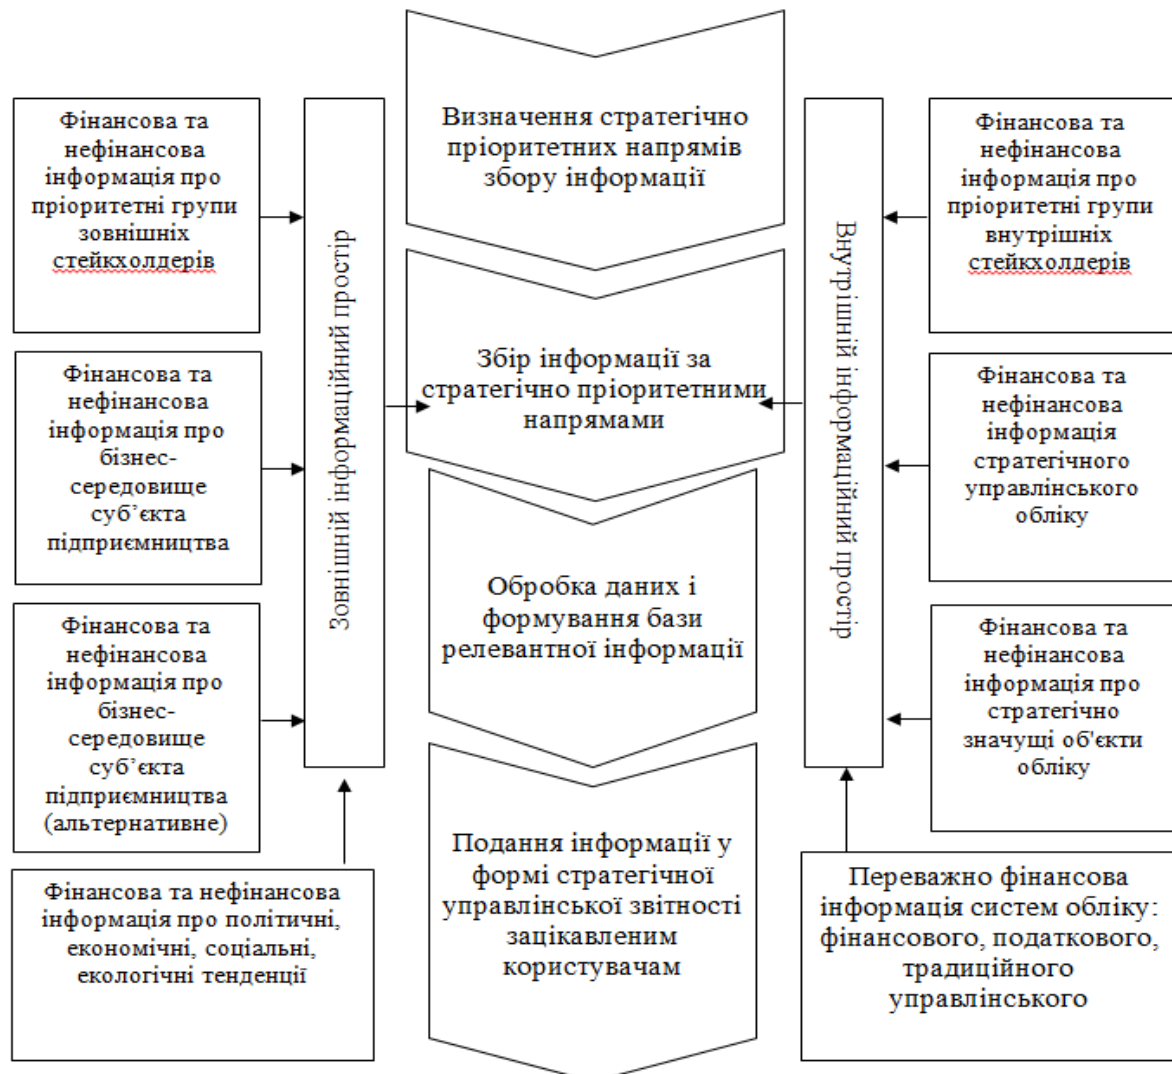 Визначення стратегічно
пріоритетних напрямів
збору інформації
Фінансова та
нефінансова
інформація про
пріоритетні групи
зовнішніх
стейкхолдерів
Зовнішній інформаційний простір
Внутрішній інформаційний простір
Фінансова та
нефінансова
інформація про
пріоритетні групи
внутрішніх
стейкхолдерів
Збір інформації за
стратегічно пріоритетними
напрямами
Фінансова та
нефінансова
інформація про
бізнес-
середовище
суб’єкта
підприємництва
Фінансова та
нефінансова
інформація
стратегічного
управлінського
обліку
Обробка даних і
формування бази
релевантної інформації
Фінансова та
нефінансова
інформація про
бізнес-
середовище
суб’єкта
підприємництва
(альтернативне)
Фінансова та
нефінансова
інформація про
стратегічно
значущі об'єкти
обліку
Подання інформації у
формі стратегічної
управлінської звітності
зацікавленим
користувачам
Фінансова та нефінансова
інформація про політичні,
економічні, соціальні,
екологічні тенденції
Переважно фінансова
інформація систем обліку:
фінансового, податкового,
традиційного
управлінського